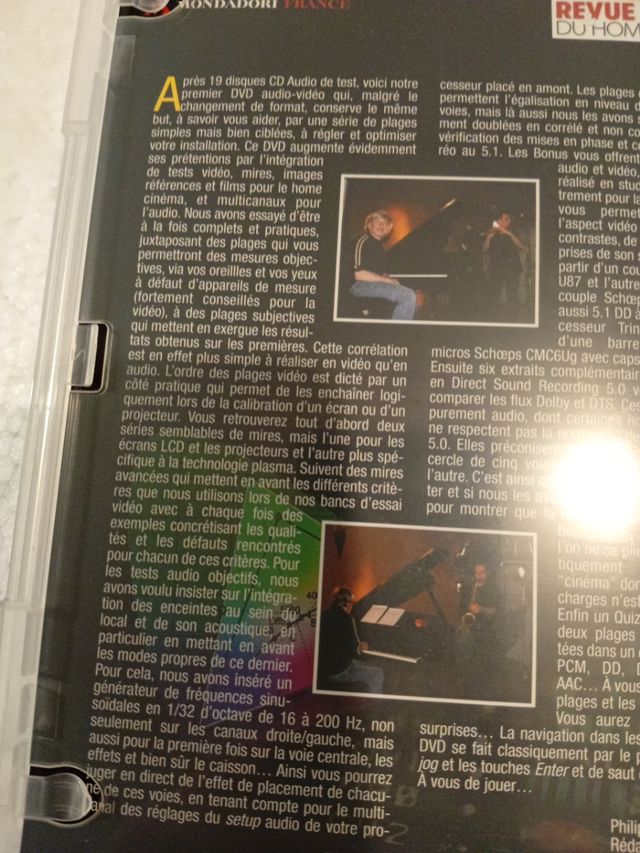 MONDADORI FRANCE
REVUE
DU
Après 19 disques CD Audio de test, voici notre
premier DVD audio-vidéo qui, malgré le
changement de format, conserve le même
but, à savoir vous aider, par une série de plages
simples mais bien ciblées, à régler et optimiser
votre installation. Ce DVD augmente évidemment
ses prétentions par l'intégration
de tests vidéo, mires, images
références et films pour le home
cinéma, et multicanaux pour
l'audio. Nous avons essayé d'être
à la fois complets et pratiques,
juxtaposant des plages qui vous
permettront des mesures objec-
tives, via vos oreillles et vos yeux
à défaut d'appareils de mesure
(fortement conseillés pour la
vidéo), à des plages subjectives
qui mettent en exergue les résul-
tats obtenus sur les premières. Cette corrélation
est en effet plus simple à réaliser en vidéo qu'en
audio. L'ordre des plages vidéo est dicté par un
côté pratique qui permet de les enchaîner logi-
quement lors de la calibration d'un écran ou d'un
projecteur. Vous retrouverez tout d'abord deux
séries semblables de mires, mais l'une pour les
écrans LCD et les projecteurs et l'autre plus spé-
cifique à la technologie plasma. Suivent des mires
avancées qui mettent en avant les différents critè-
res que nous utilisons lors de nos bancs d'essai
vidéo avec à chaque fois des
exemples concrétisant les quali-
tés et les défauts rencontrés
pour chacun de ces critères. Pour
les tests audio objectifs, nous
avons voulu insister sur l'intégra-
tion des enceintes au sein du
local et de son acoustique, en
particulier en mettant en avant
les modes propres de ce dernier.
Pour cela, nous avons inséré un
générateur de fréquences sinu-
soïdales en 1/32 d'octave de 16 à 200 Hz, non
seulement sur les canaux droite/gauche, mais
aussi pour la première fois sur la voie centrale, les
effets et bien sûr le caisson... Ainsi vous pourrez
juger en direct de l'effet de placement de chacu-
ne de ces voies, en tenant compte pour le multi-
canal des réglages du setup audio de votre pro-
cesseur placé en amont. Les plages
permettent l'égalisation en niveau
voies, mais là aussi nous les avons
ment doublées en corrélé et non
vérification des mises en phase et
réo au 5.1. Les Bonus vous offrent
audio et vidéo
réalisé en
trement pour
vous
l'aspect vidéo
contrastes, de
prises de son
partir d'un
U87 et l'autre
couple
aussi 5.1 DD
cesseur
d'une
micros Schœps CMC6Ug avec
Ensuite six extraits
en Direct Sound Recording 5.0
comparer les flux Dolby et DTS.
purement audio, dont
ne respectent pas la
5.0. Elles
cercle de cinq
l'autre. C'est ainsi
ter et si nous les
pour montrer que
l'on ne se
"cinéma"
charges n'est
Enfin un Quiz
deux plages
tées dans un
PCM, DD,
AAC... À vous
plages et les
Vous aurez
surprises... La navigation dans les
DVD se fait classiquement par le
jog et les touches Enter et de saut
À vous de jouer...